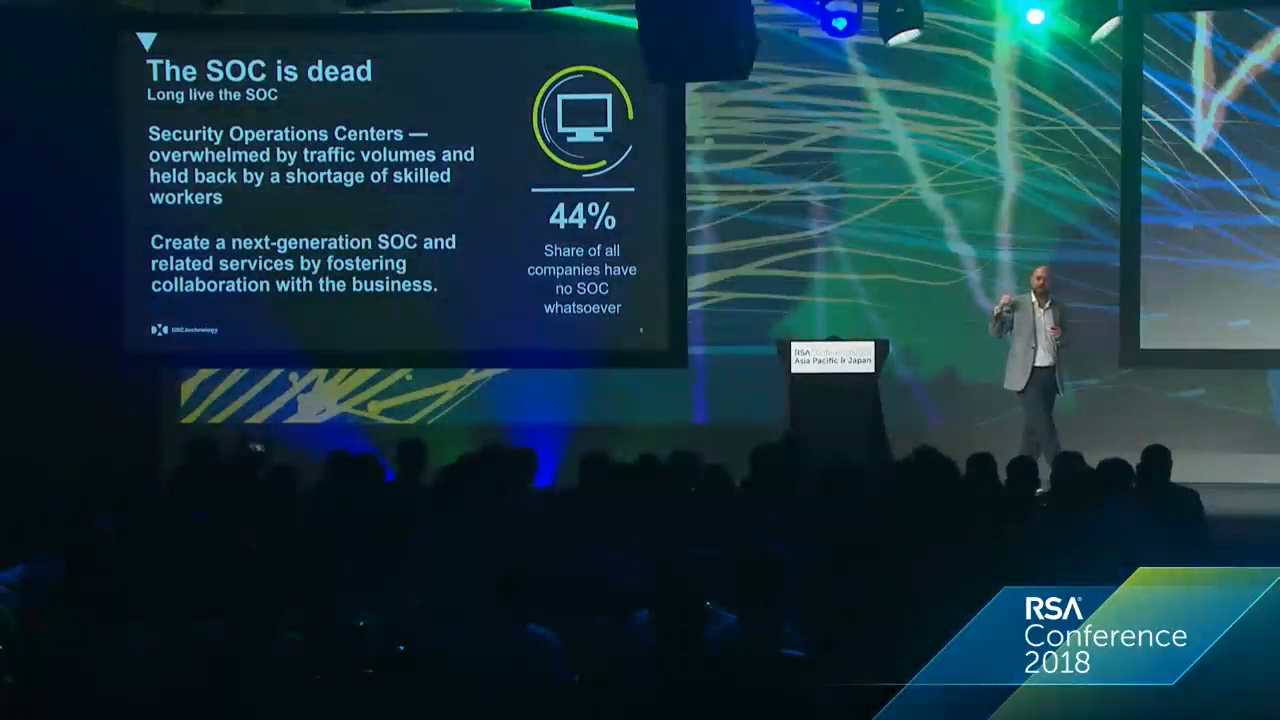 The SOC is dead
Long live the SOC
Security Operations Centers —
overwhelmed by traffic volumes and
held back by a shortage of skilled
workers
Create a next-generation SOC and
related services by fostering
collaboration with the business.
DXC.technology
44%
Share of all
companies have
no SOC
whatsoever
RSA Conference
Asia Pacific & Japan
RSA
Conference
2018